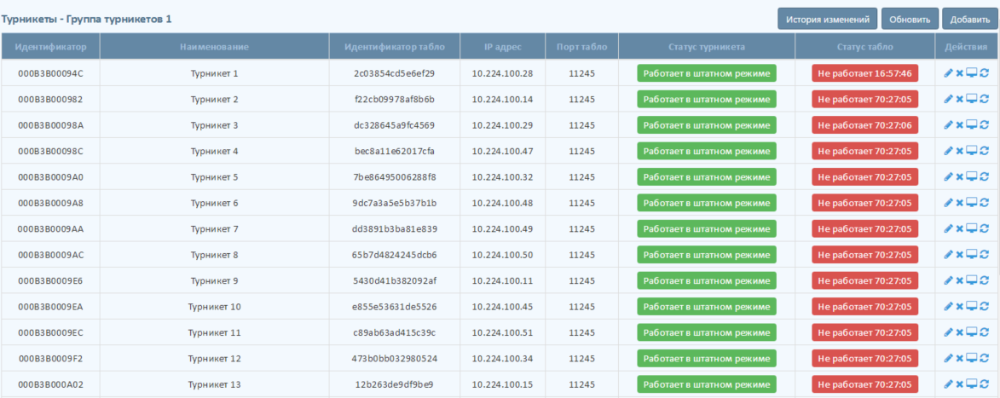 Турникеты - Группа турникетов 1
История изменений Обновить Добавить
Идентификатор Наименование Идентификатор табло IP адрес Порт табло Статус турникета Статус табло Действия
000B3B00094C Турникет 1 2c03854cd5e6ef29 10.224.100.28 11245 Работает в штатном режиме Не работает 16:57:46
000B3B000982 Турникет 2 f22cb09978af8b6b 10.224.100.14 11245 Работает в штатном режиме Не работает 70:27:05
000B3B00098A Турникет 3 dc328645a9fc4569 10.224.100.29 11245 Работает в штатном режиме Не работает 70:27:06
000B3B00098C Турникет 4 bec8a11e62017cfa 10.224.100.47 11245 Работает в штатном режиме Не работает 70:27:05
000B3B0009A0 Турникет 5 7be86495006288f8 10.224.100.32 11245 Работает в штатном режиме Не работает 70:27:05
000B3B0009A8 Турникет 6 9dc7a3a5e5b37b1b 10.224.100.48 11245 Работает в штатном режиме Не работает 70:27:05
000B3B0009AA Турникет 7 dd3891b3ba81e839 10.224.100.49 11245 Работает в штатном режиме Не работает 70:27:05
000B3B0009AC Турникет 8 65b7d4824245dcb6 10.224.100.50 11245 Работает в штатном режиме Не работает 70:27:05
000B3B0009E6 Турникет 9 5430d41b382092af 10.224.100.11 11245 Работает в штатном режиме Не работает 70:27:05
000B3B0009EA Турникет 10 e855e53631de5526 10.224.100.45 11245 Работает в штатном режиме Не работает 70:27:05
000B3B0009EC Турникет 11 c89ab63ad415c39c 10.224.100.51 11245 Работает в штатном режиме Не работает 70:27:05
000B3B0009F2 Турникет 12 473b0bb032980524 10.224.100.34 11245 Работает в штатном режиме Не работает 70:27:05
000B3B000A02 Турникет 13 12b263de9df9be9 10.224.100.15 11245 Работает в штатном режиме Не работает 70:27:05